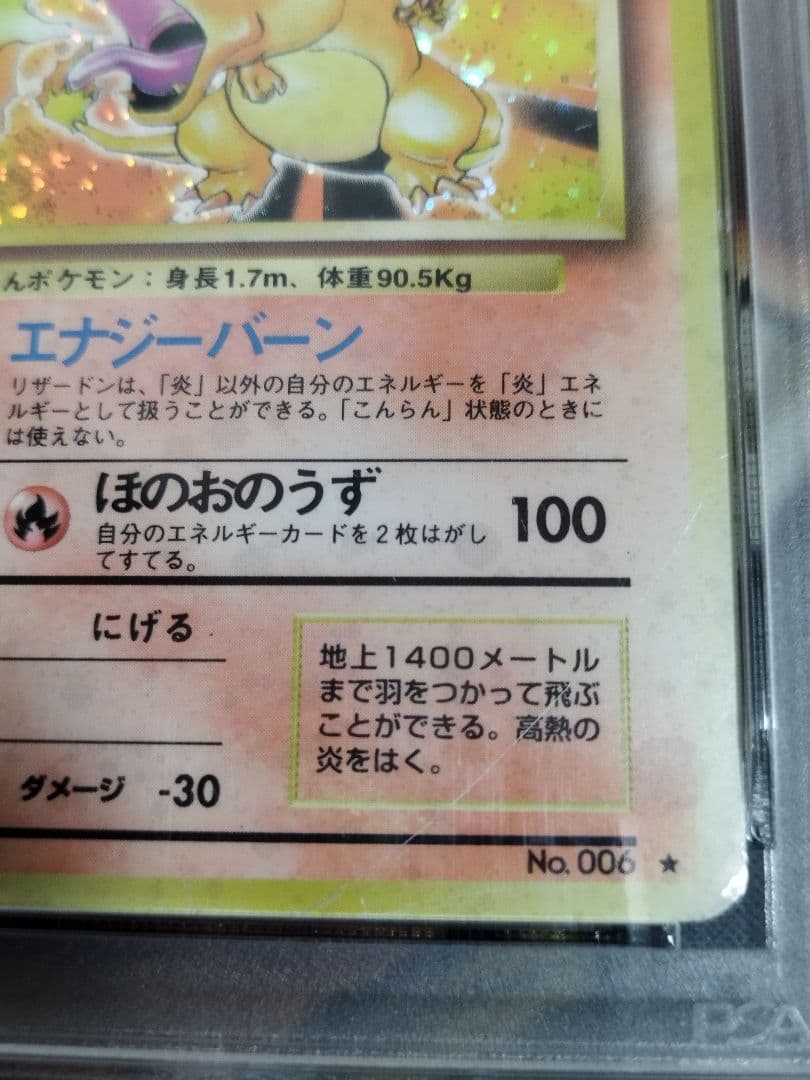 んポケモン：身長1.7m、体重90.5Kg
エナジーバーン
リザードンは、「炎」以外の自分のエネルギーを「炎」エネ
ルギーとして扱うことができる。「こんらん」状態のときに
は使えない。
ほのおのうず 100
自分のエネルギーカードを2枚はがし
てすてる。
にげる
地上1400メートル
まで羽をつかって飛ぶ
ことができる。高熱の
炎をはく。
ダメージ -30
No. 006 ★
PSA